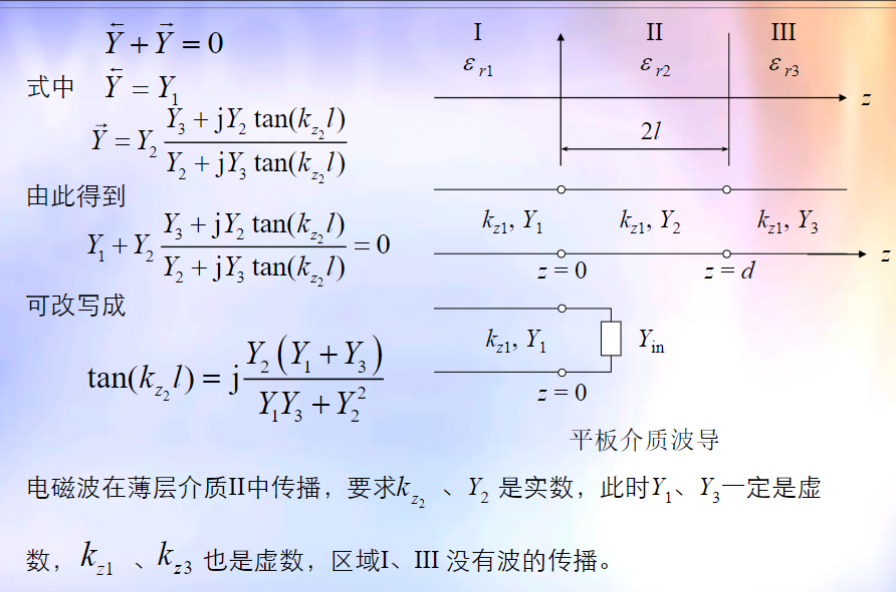 $\overleftarrow{Y} + \overrightarrow{Y} = 0$
式中 $\overleftarrow{Y} = Y_1$
$\overrightarrow{Y} = Y_2 \frac{Y_3 + jY_2 \tan(k_{z_2} l)}{Y_2 + jY_3 \tan(k_{z_2} l)}$
由此得到
$Y_1 + Y_2 \frac{Y_3 + jY_2 \tan(k_{z_2} l)}{Y_2 + jY_3 \tan(k_{z_2} l)} = 0$
可改写成
$\tan(k_{z_2} l) = j \frac{Y_2 (Y_1 + Y_3)}{Y_1 Y_3 + Y_2^2}$
I II III
$\varepsilon_{r1}$ $\varepsilon_{r2}$ $\varepsilon_{r3}$
z
2l
$k_{z1}, Y_1$ $k_{z1}, Y_2$ $k_{z1}, Y_3$
z
z = 0 z = d
$k_{z1}, Y_1$ $Y_{in}$
z = 0
平板介质波导
电磁波在薄层介质II中传播，要求$k_{z_2}$ 、$Y_2$ 是实数，此时$Y_1$、$Y_3$一定是虚
数，$k_{z1}$ 、$k_{z3}$ 也是虚数，区域I、III 没有波的传播。